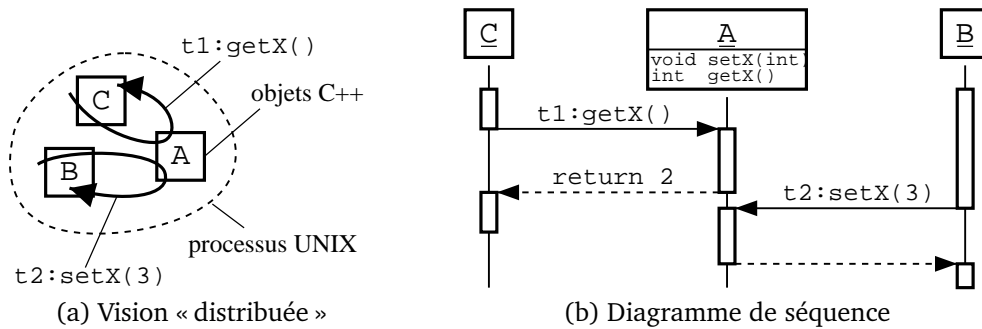 t1:getX()
C
objets C++
A
B
processus UNIX
t2:setX(3)
(a) Vision « distribuée »
C
A
B
void setX(int)
int getX()
t1:getX()
return 2
t2:setX(3)
(b) Diagramme de séquence